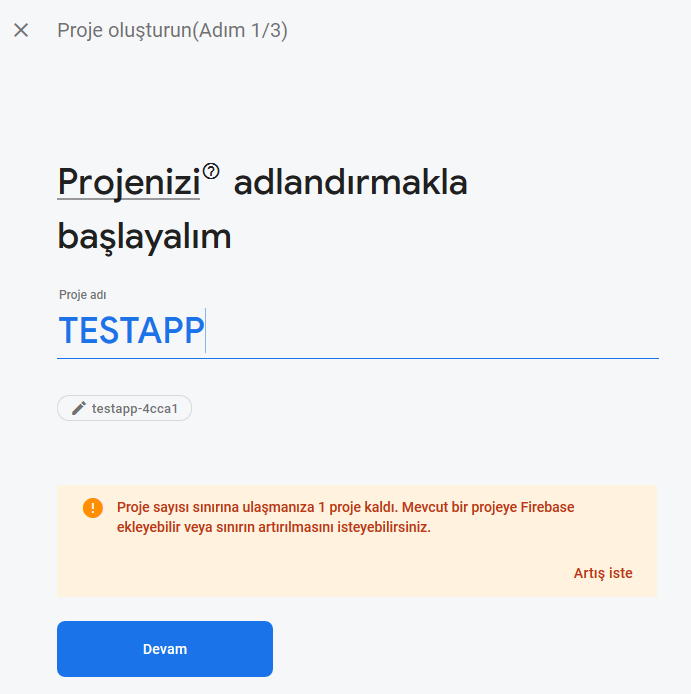 Proje oluşturun(Adım 1/3)
Projenizi adlandırmakla
başlayalım
Proje adı
TESTAPP
testapp-4cca1
Proje sayısı sınırına ulaşmanıza 1 proje kaldı. Mevcut bir projeye Firebase
ekleyebilir veya sınırın artırılmasını isteyebilirsiniz.
Artış iste
Devam